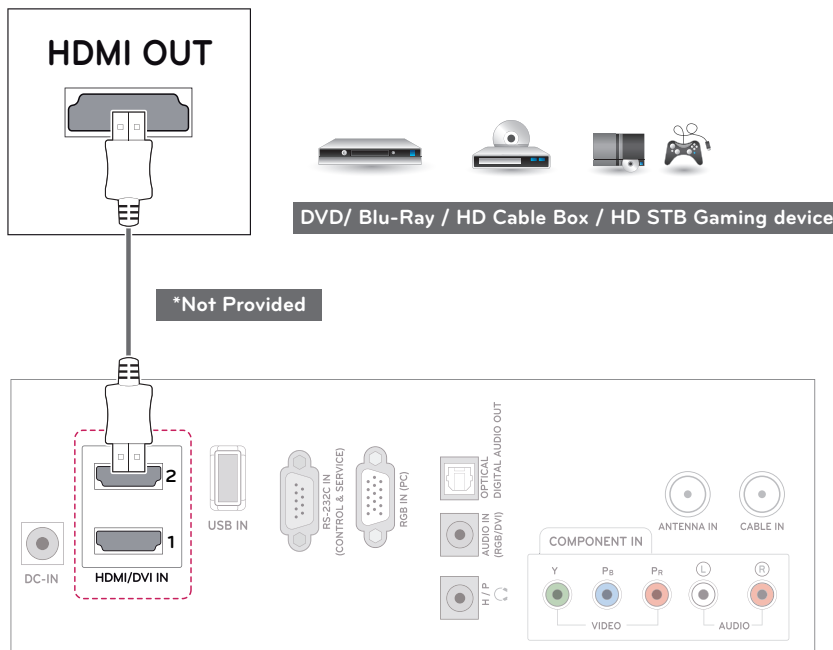 HDMI OUT
DVD/ Blu-Ray / HD Cable Box / HD STB Gaming device
*Not Provided
2
1
HDMI/DVI IN
DC-IN
USB IN
RS-232C IN
(CONTROL & SERVICE)
RGB IN (PC)
OPTICAL
DIGITAL AUDIO OUT
AUDIO IN
(RGB/DVI)
H / P
ANTENNA IN
CABLE IN
COMPONENT IN
Y
PB
PR
L
R
VIDEO
AUDIO